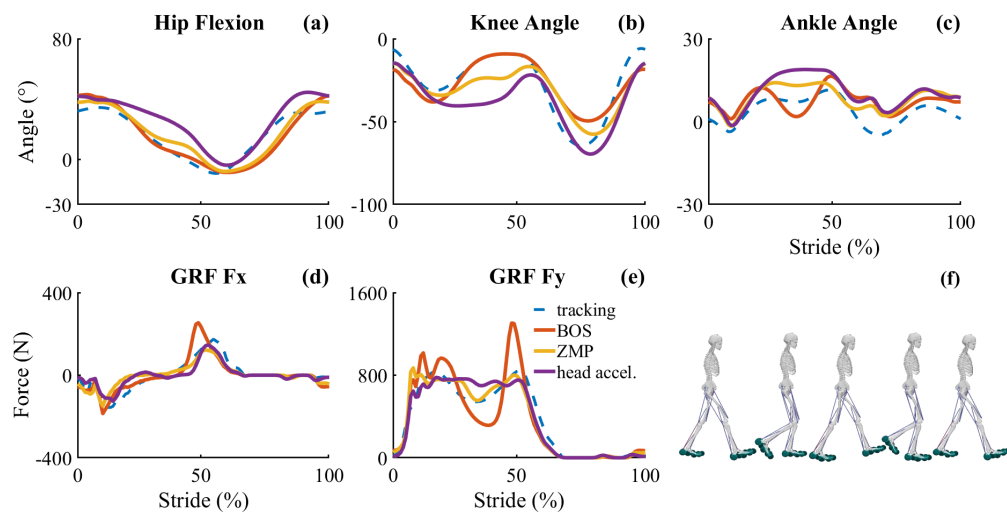 Hip Flexion (a)
Knee Angle (b)
Ankle Angle (c)
Angle (°)
80
0
-30
0
50
100
0
-50
-100
0
50
100
30
0
-30
0
50
100
Stride (%)
GRF Fx (d)
GRF Fy (e)
(f)
Force (N)
400
0
-400
0
50
100
Stride (%)
1600
800
0
0
50
100
Stride (%)
tracking
BOS
ZMP
head accel.